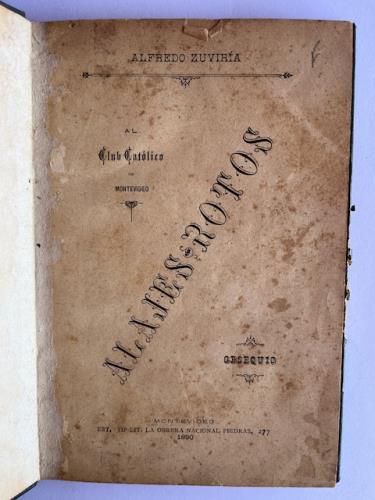 ALFREDO ZUVIRÍA
AL
Club Católico
DE
MONTEVIDEO
ALAJES ROTOS
OBSEQUIO
MONTEVIDEO
EST. TIP-LIT. LA OBRERA NACIONAL, PIEDRAS, 277
1890